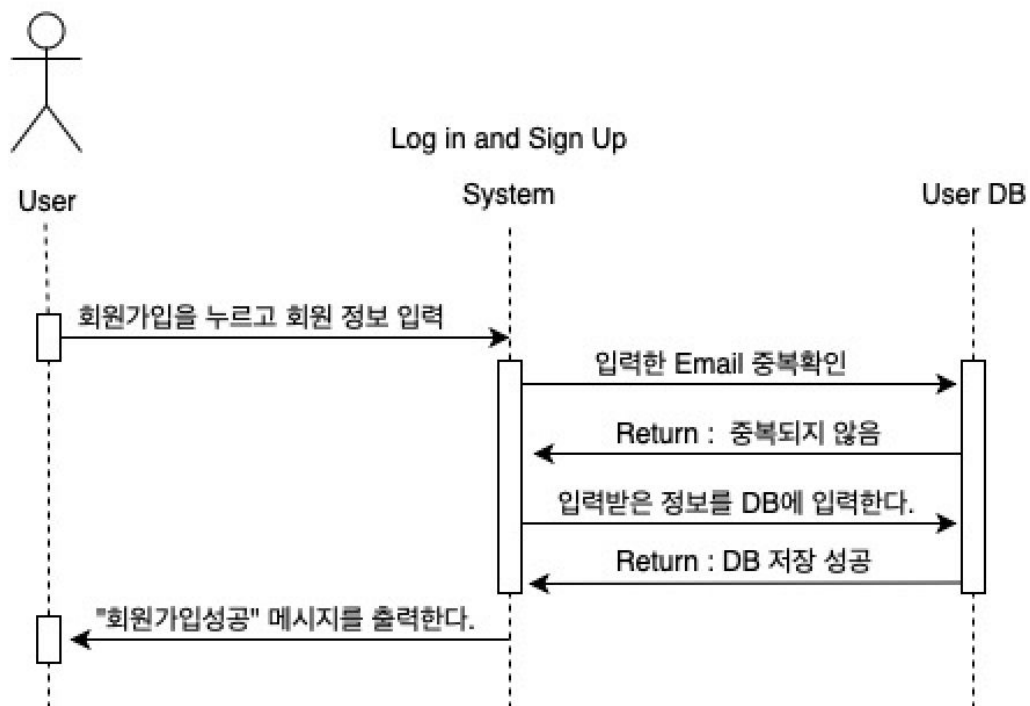 Log in and Sign Up
User
System
User DB
회원가입을 누르고 회원 정보 입력
입력한 Email 중복확인
Return : 중복되지 않음
입력받은 정보를 DB에 입력한다.
Return : DB 저장 성공
"회원가입성공" 메시지를 출력한다.